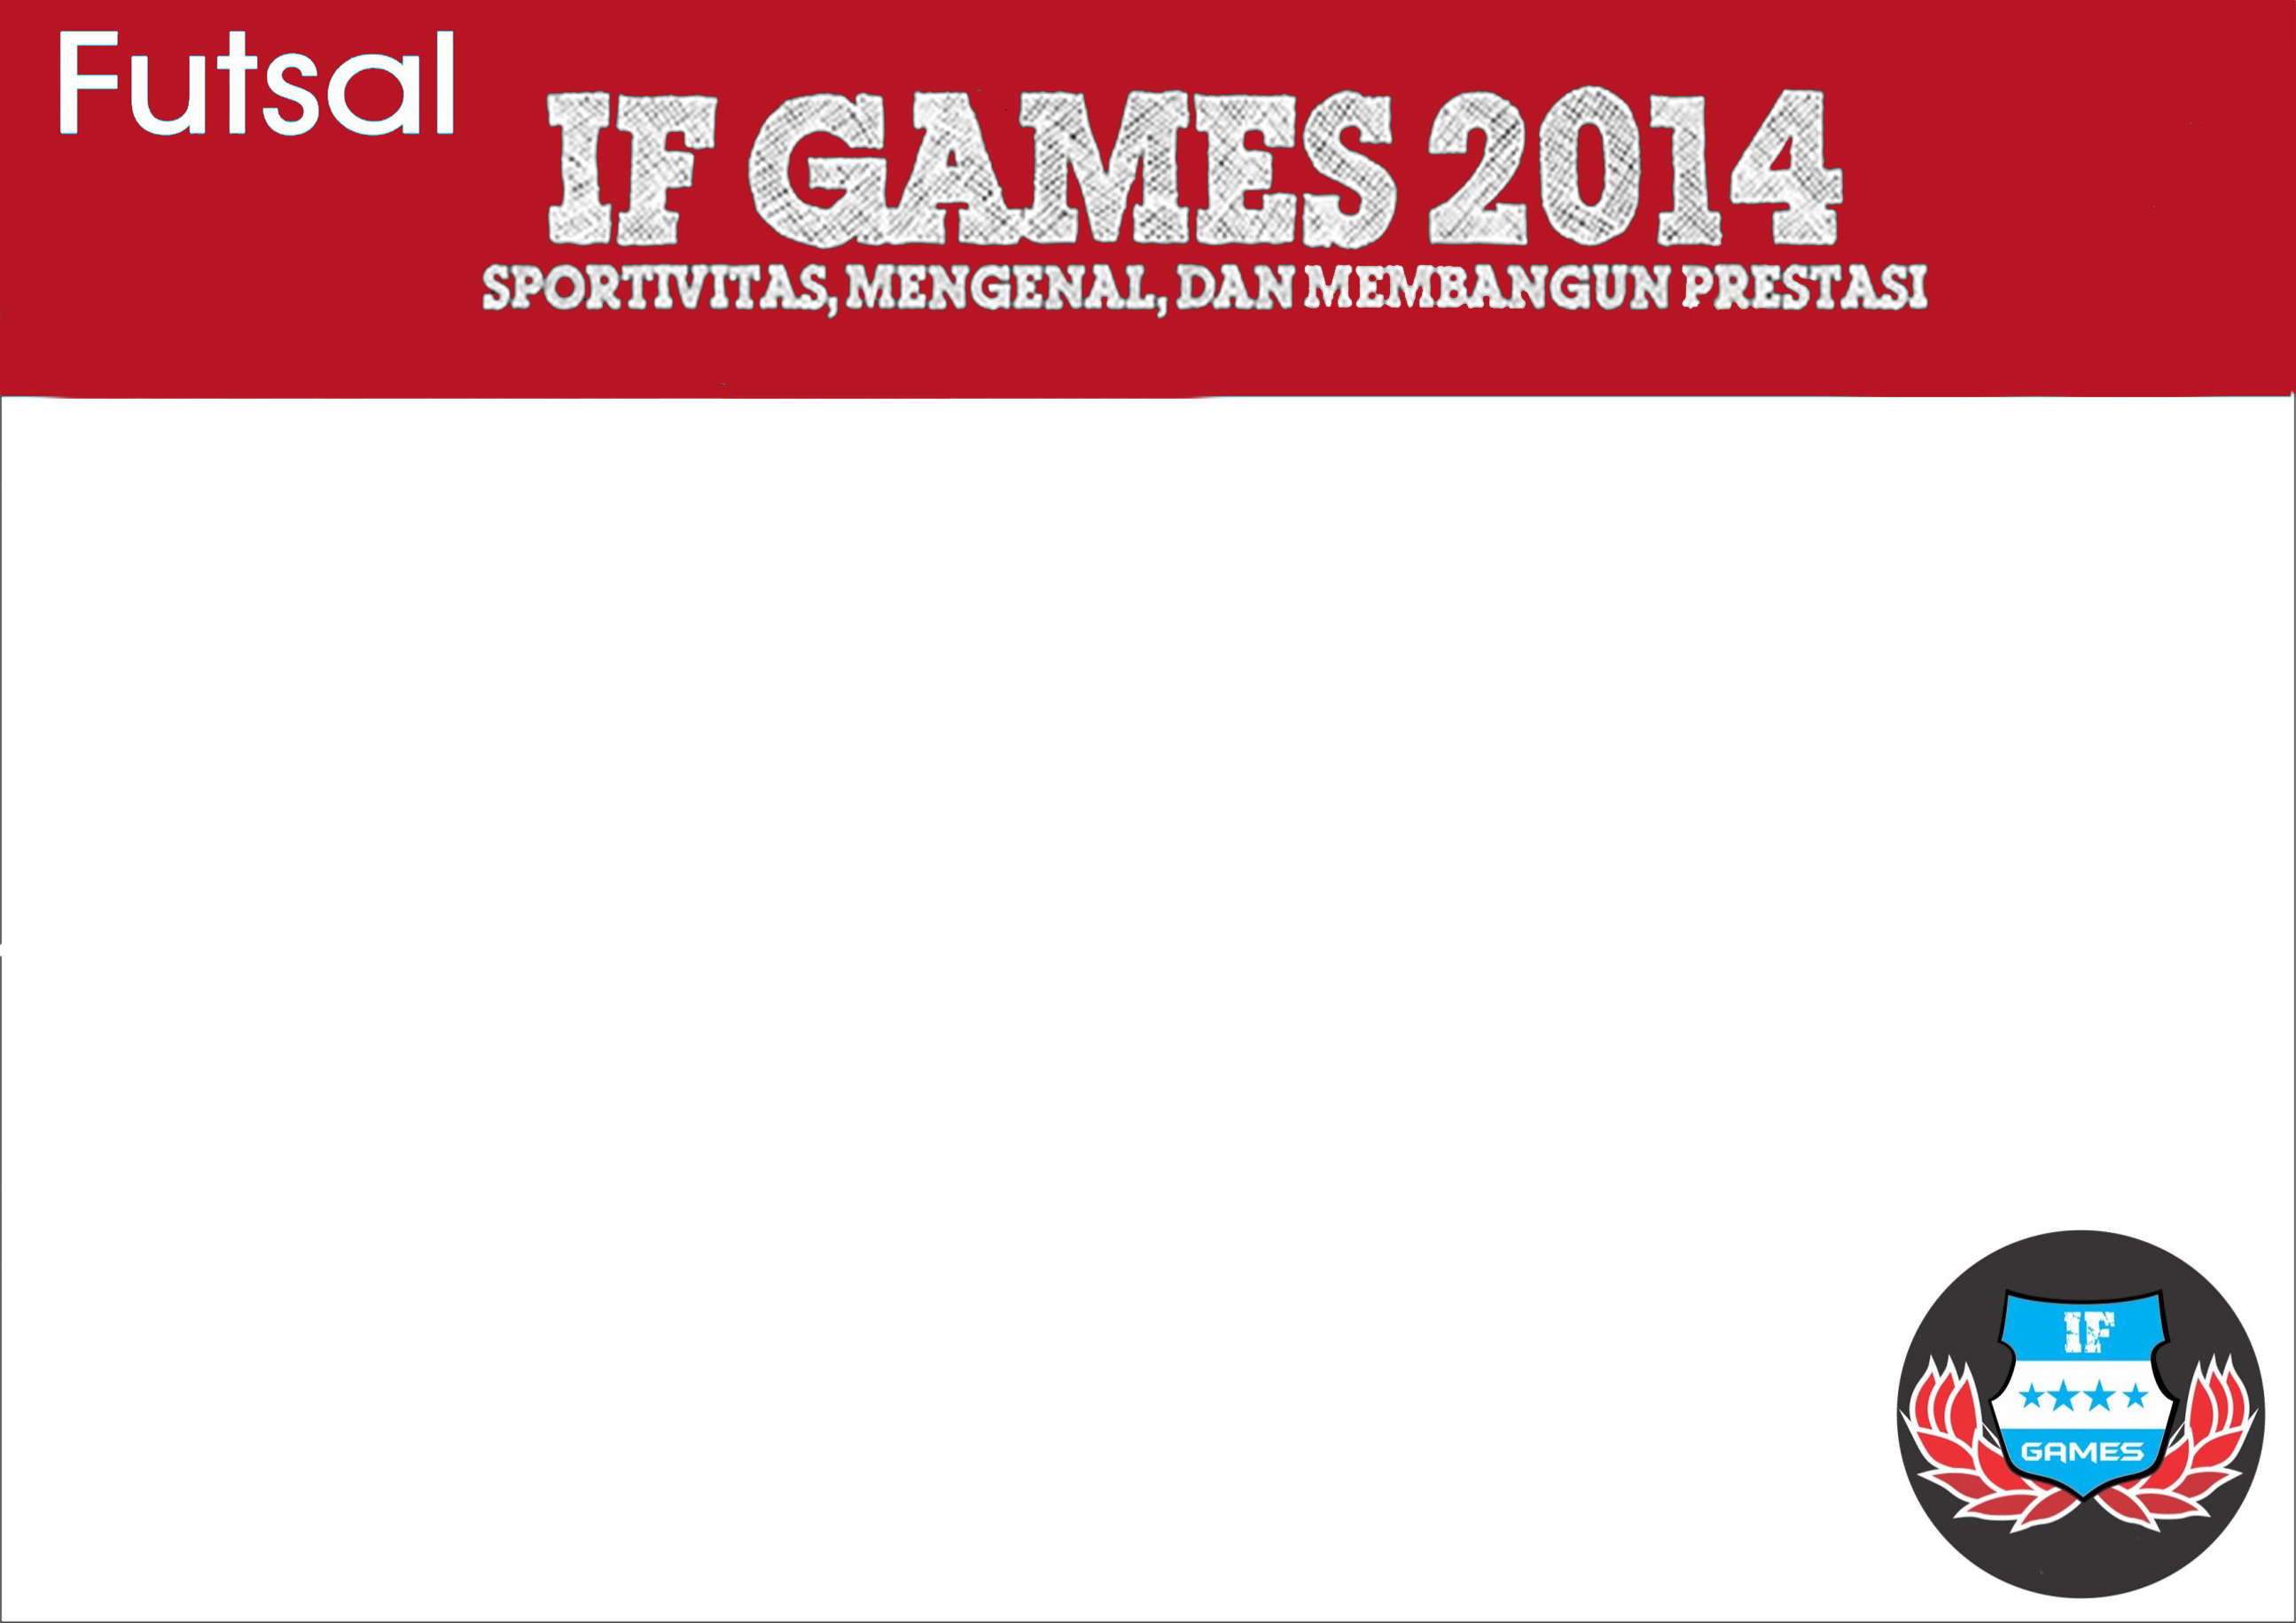 Futsal
IF GAMES 2014
SPORTIVITAS, MENGENAL, DAN MEMBANGUN PRESTASI
IF
GAMES